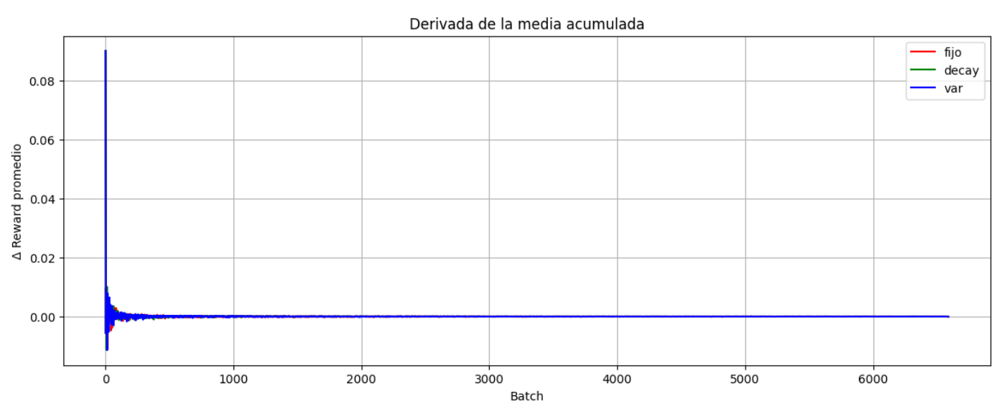 Derivada de la media acumulada
fijo
decay
var
Δ Reward promedio
0.08
0.06
0.04
0.02
0.00
0
1000
2000
3000
4000
5000
6000
Batch